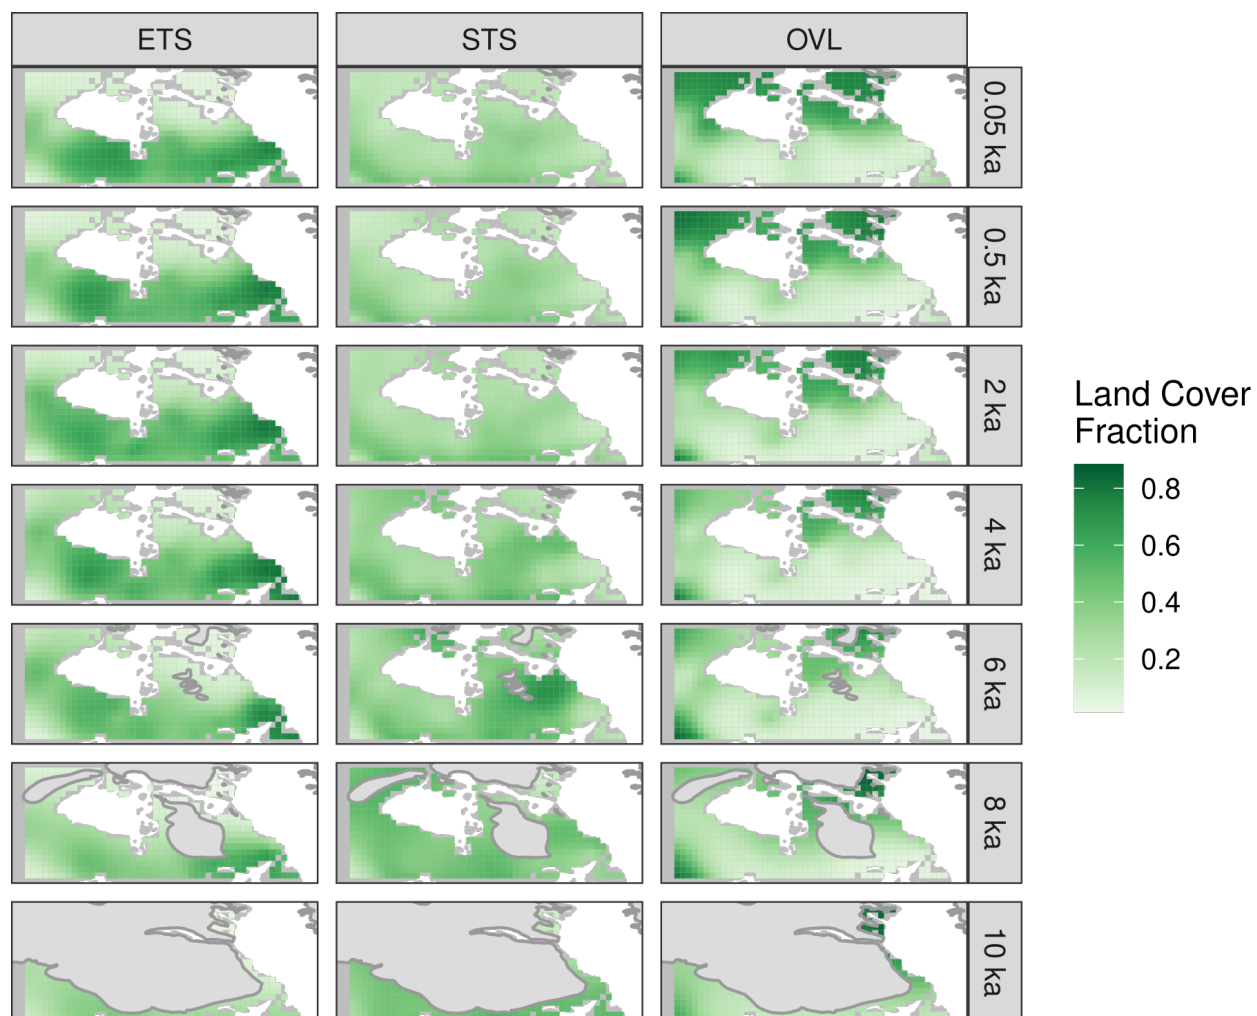 ETS STS OVL
0.05 ka
0.5 ka
2 ka
4 ka
6 ka
8 ka
10 ka
Land Cover
Fraction
0.8
0.6
0.4
0.2